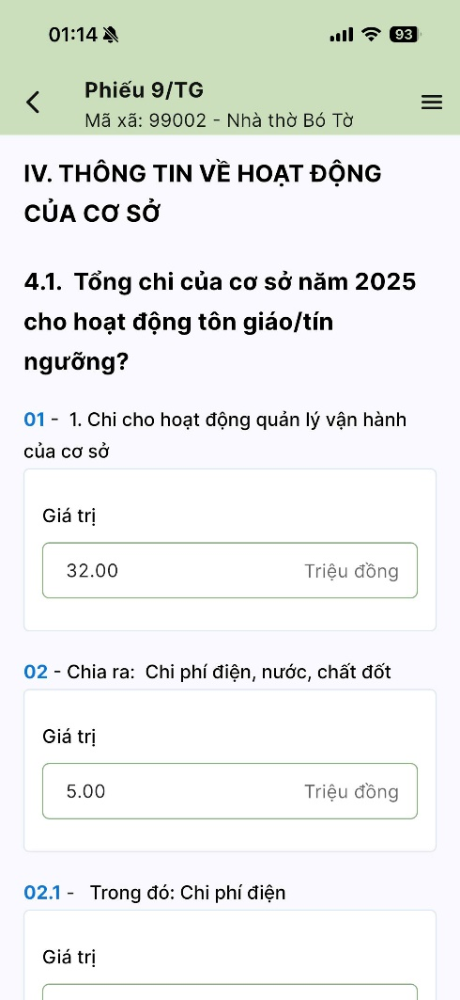 01:14
93
Phiếu 9/TG
Mã xã: 99002 - Nhà thờ Bó Tờ
IV. THÔNG TIN VỀ HOẠT ĐỘNG
CỦA CƠ SỞ
4.1. Tổng chi của cơ sở năm 2025
cho hoạt động tôn giáo/tín
ngưỡng?
01 - 1. Chi cho hoạt động quản lý vận hành
của cơ sở
Giá trị
32.00 Triệu đồng
02 - Chia ra: Chi phí điện, nước, chất đốt
Giá trị
5.00 Triệu đồng
02.1 - Trong đó: Chi phí điện
Giá trị